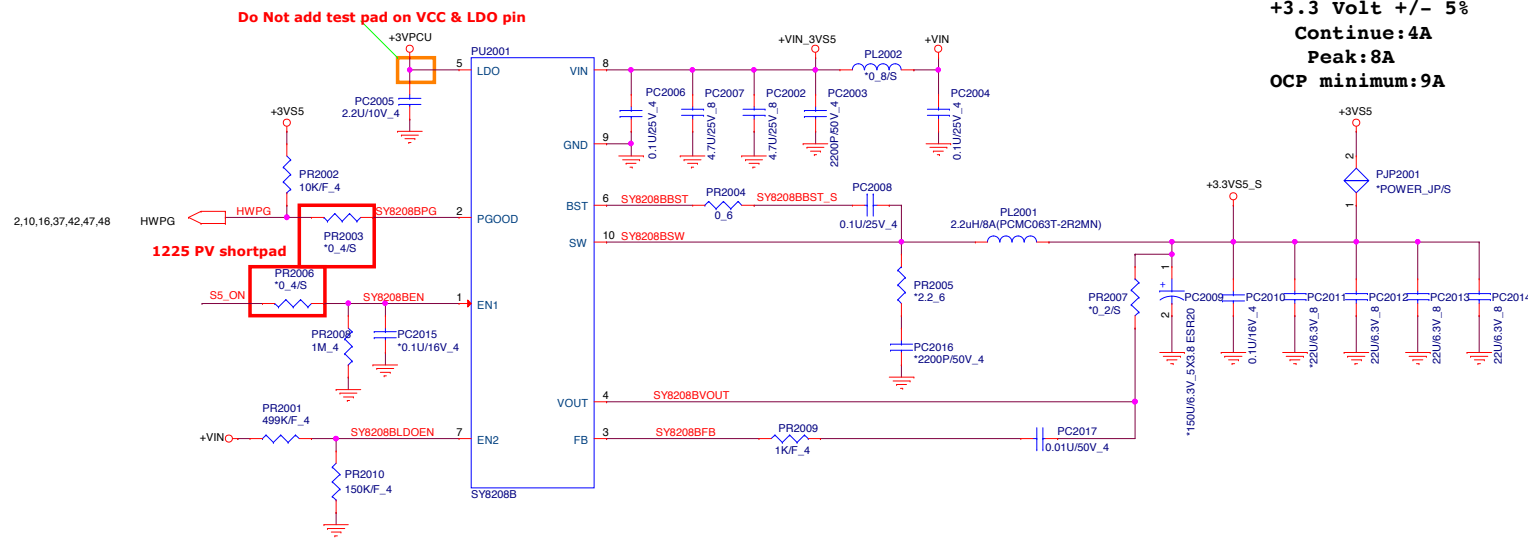 Do Not add test pad on VCC & LDO pin
+3.3 Volt +/- 5%
Continue:4A
Peak:8A
OCP minimum:9A
+3VPCU
5
LDO
PC2005
2.2U/10V_4
PU2001
VIN
8
+VIN_3VS5
PL2002
*0_8/S
+VIN
PC2006
0.1U/25V_4
PC2007
4.7U/25V_8
PC2002
4.7U/25V_8
PC2003
2200P/50V_4
PC2004
0.1U/25V_4
GND
9
+3VS5
PR2002
10K/F_4
2,10,16,37,42,47,48
HWPG
HWPG
SY8208BPG
2
PGOOD
PR2003
*0_4/S
1225 PV shortpad
BST
6
SY8208BBST
PR2004
0_6
SY8208BBST_S
PC2008
0.1U/25V_4
SW
10
SY8208BSW
PL2001
2.2uH/8A(PCMC063T-2R2MN)
+3.3VS5_S
+3VS5
2
PJP2001
*POWER_JP/S
1
S5_ON
PR2006
*0_4/S
SY8208BEN
1
EN1
PR2008
1M_4
PC2015
*0.1U/16V_4
PR2005
*2.2_6
PC2016
*2200P/50V_4
PR2007
*0_2/S
1
+
2
PC2009
*150U/6.3V_5X3.8 ESR20
PC2010
0.1U/16V_4
PC2011
*22U/6.3V_8
PC2012
22U/6.3V_8
PC2013
22U/6.3V_8
PC2014
22U/6.3V_8
VOUT
4
SY8208BVOUT
FB
3
SY8208BFB
PR2009
1K/F_4
PC2017
0.01U/50V_4
+VIN
PR2001
499K/F_4
SY8208BLDOEN
7
EN2
PR2010
150K/F_4
SY8208B